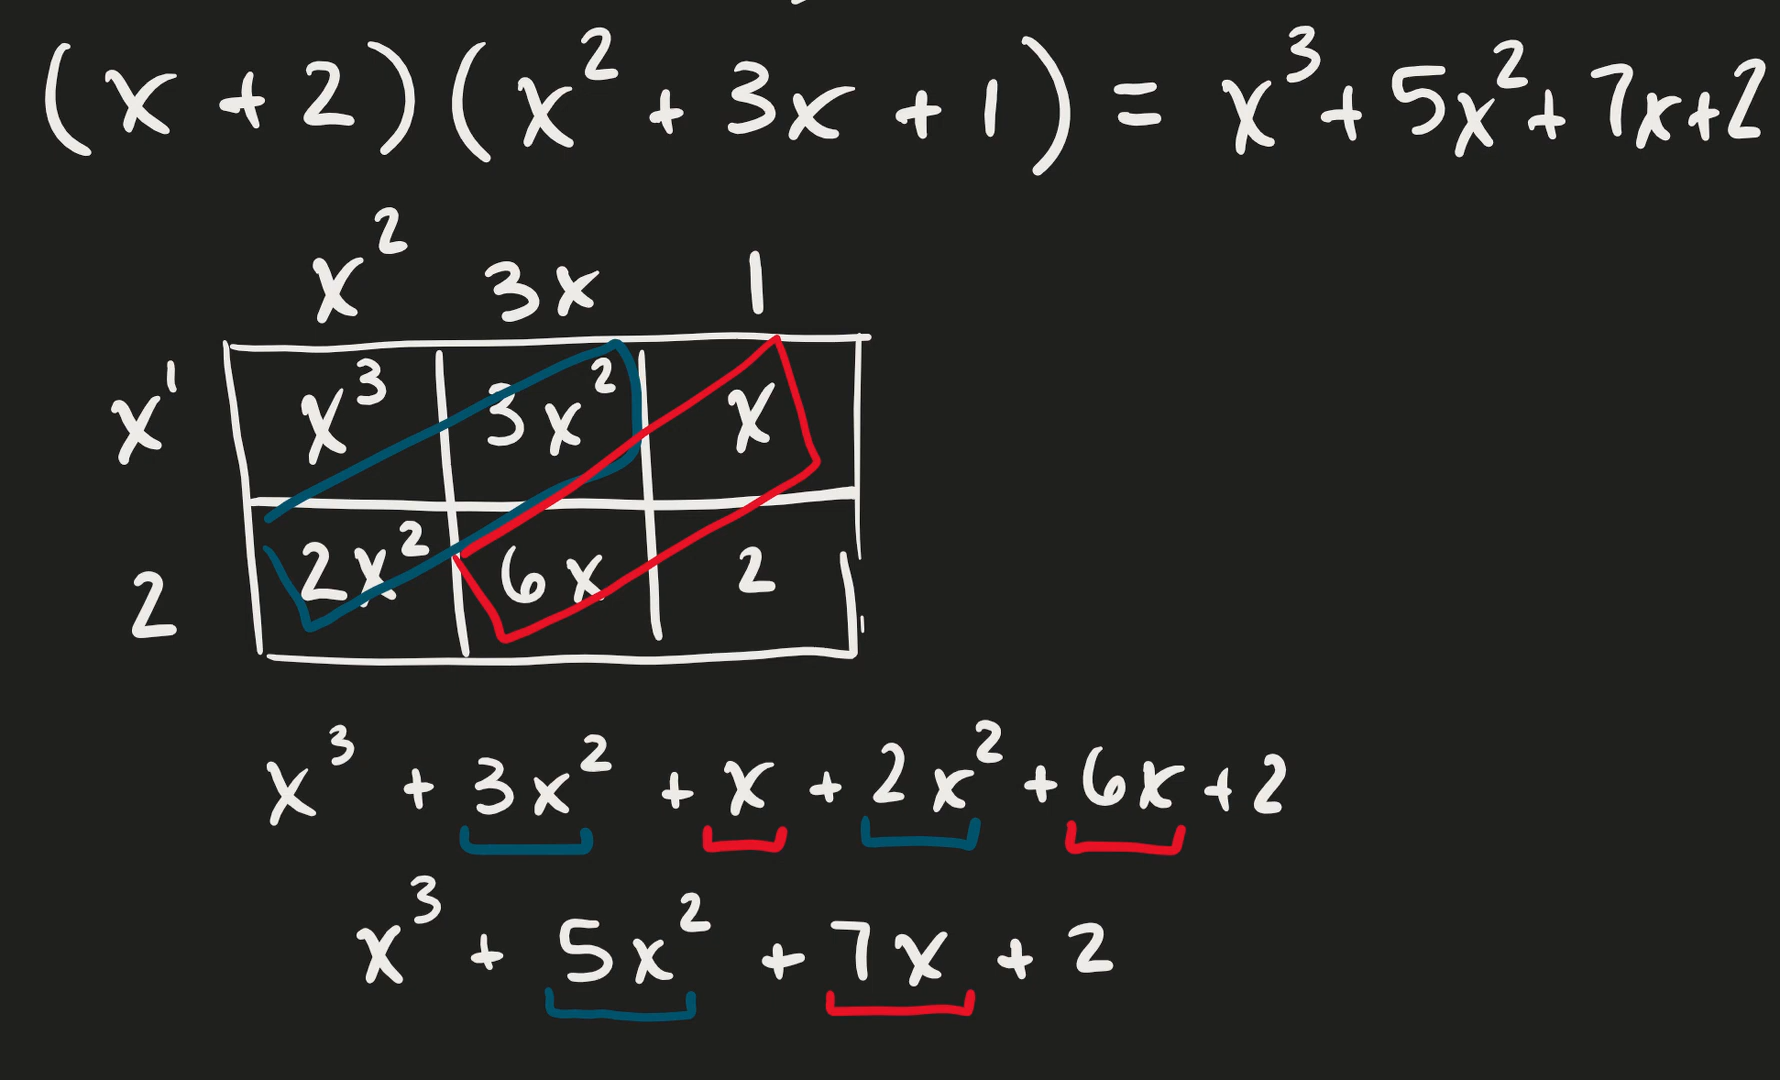 (x + 2)(x² + 3x + 1) = x³ + 5x² + 7x + 2
x² 3x 1
x¹ x³ 3x² x
2 2x² 6x 2
x³ + 3x² + x + 2x² + 6x + 2
x³ + 5x² + 7x + 2